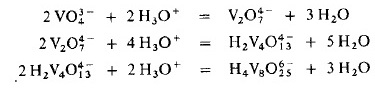 2 VO₄³⁻ + 2 H₃O⁺ = V₂O₇⁴⁻ + 3 H₂O
2 V₂O₇⁴⁻ + 4 H₃O⁺ = H₂V₄O₁₃⁴⁻ + 5 H₂O
2 H₂V₄O₁₃⁴⁻ + 2 H₃O⁺ = H₄V₈O₂₅⁶⁻ + 3 H₂O